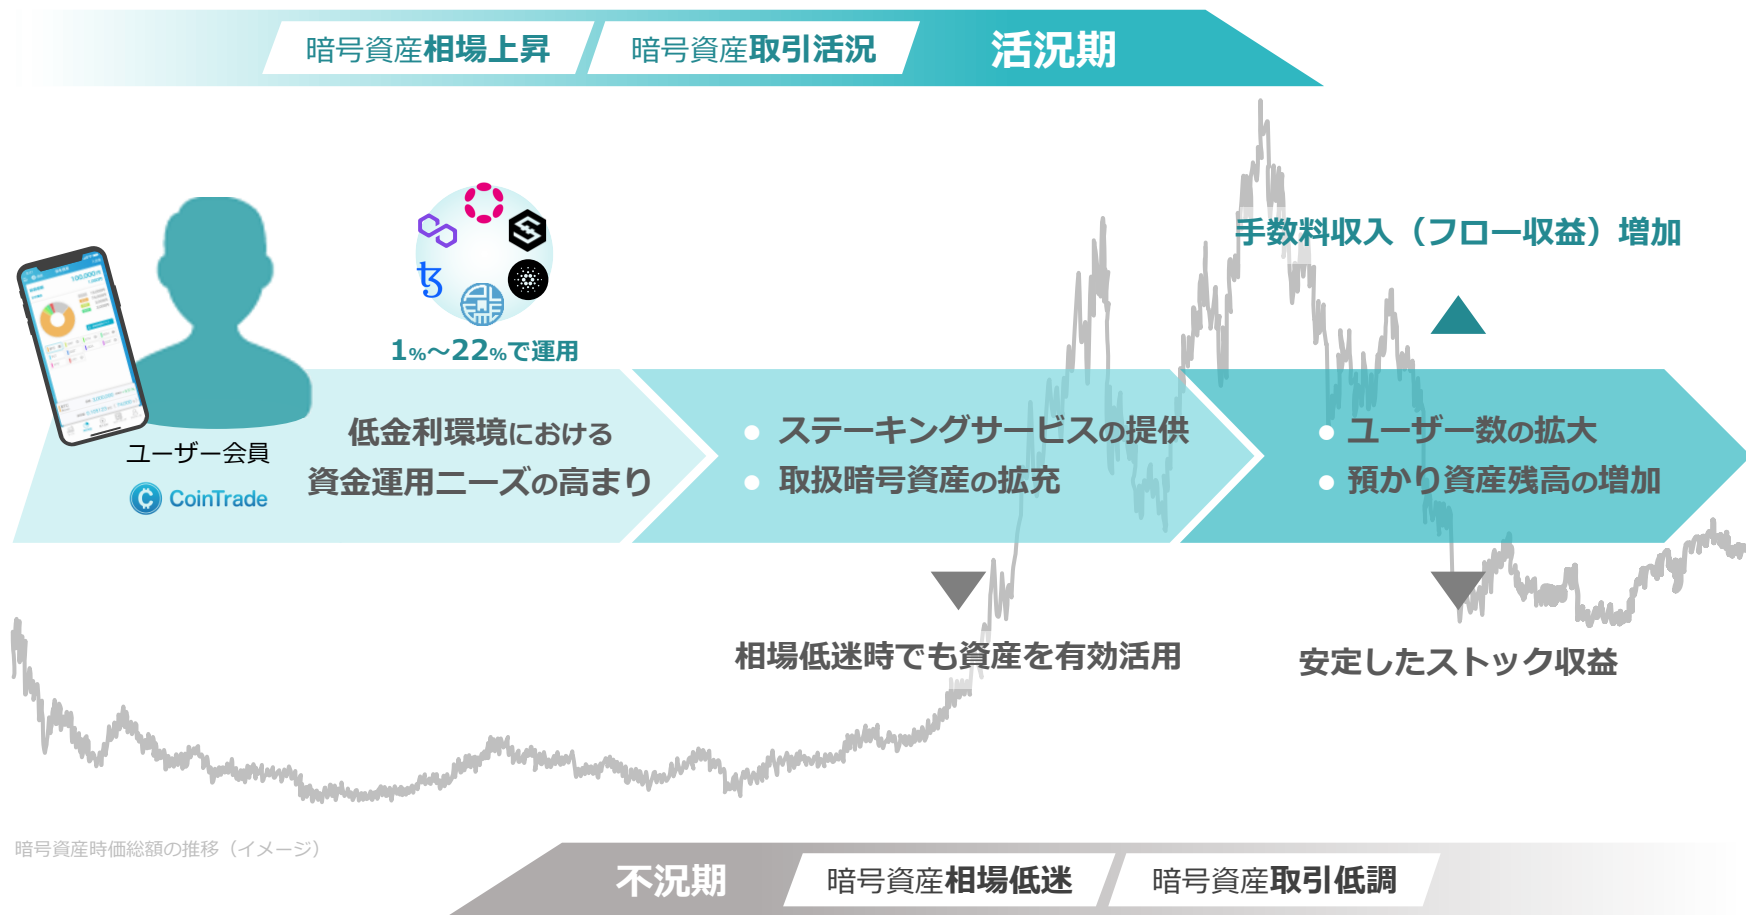 暗号資産相場上昇
暗号資産取引活況
活況期
手数料収入（フロー収益）増加
100,000
1%～22%で運用
ユーザー会員
CoinTrade
低金利環境における
資金運用ニーズの高まり
ステーキングサービスの提供
取扱暗号資産の拡充
ユーザー数の拡大
預かり資産残高の増加
相場低迷時でも資産を有効活用
安定したストック収益
暗号資産時価総額の推移（イメージ）
不況期
暗号資産相場低迷
暗号資産取引低調